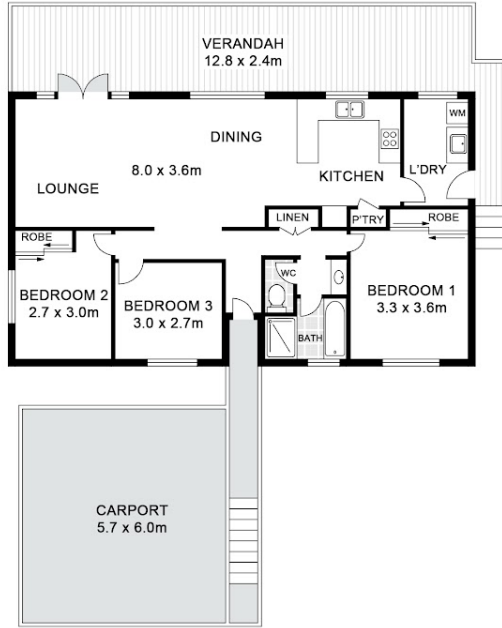 VERANDAH
12.8 x 2.4m
DINING
8.0 x 3.6m
LOUNGE
KITCHEN
WM
L'DRY
LINEN
P'TRY
ROBE
ROBE
WC
BEDROOM 2
2.7 x 3.0m
BEDROOM 3
3.0 x 2.7m
BEDROOM 1
3.3 x 3.6m
BATH
CARPORT
5.7 x 6.0m